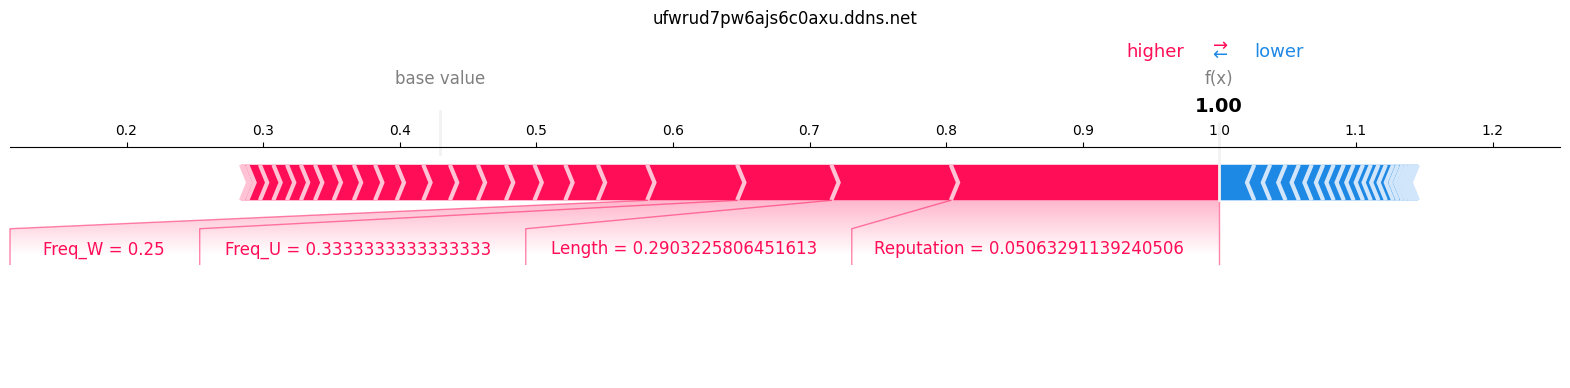 ufwrud7pw6ajs6c0axu.ddns.net
higher ⇄ lower
base value f(x)
1.00
0.2 0.3 0.4 0.5 0.6 0.7 0.8 0.9 1.0 1.1 1.2
Freq_W = 0.25 Freq_U = 0.3333333333333333 Length = 0.2903225806451613 Reputation = 0.05063291139240506